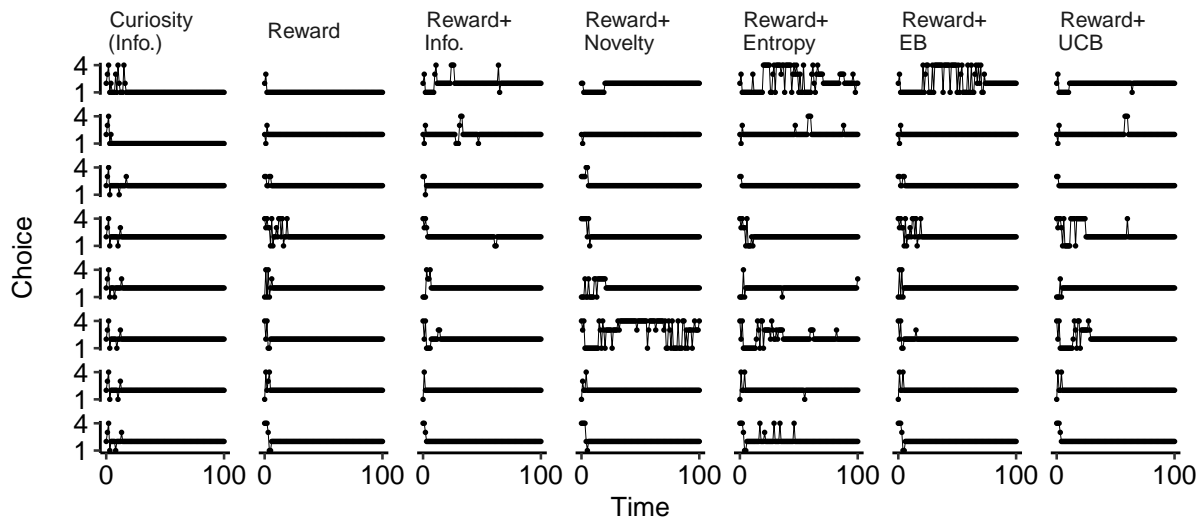 Curiosity
(Info.)
Reward
Reward+
Info.
Reward+
Novelty
Reward+
Entropy
Reward+
EB
Reward+
UCB
4
1
4
1
4
1
4
1
4
1
4
1
4
1
4
1
Choice
0 100 0 100 0 100 0 100 0 100 0 100 0 100
Time